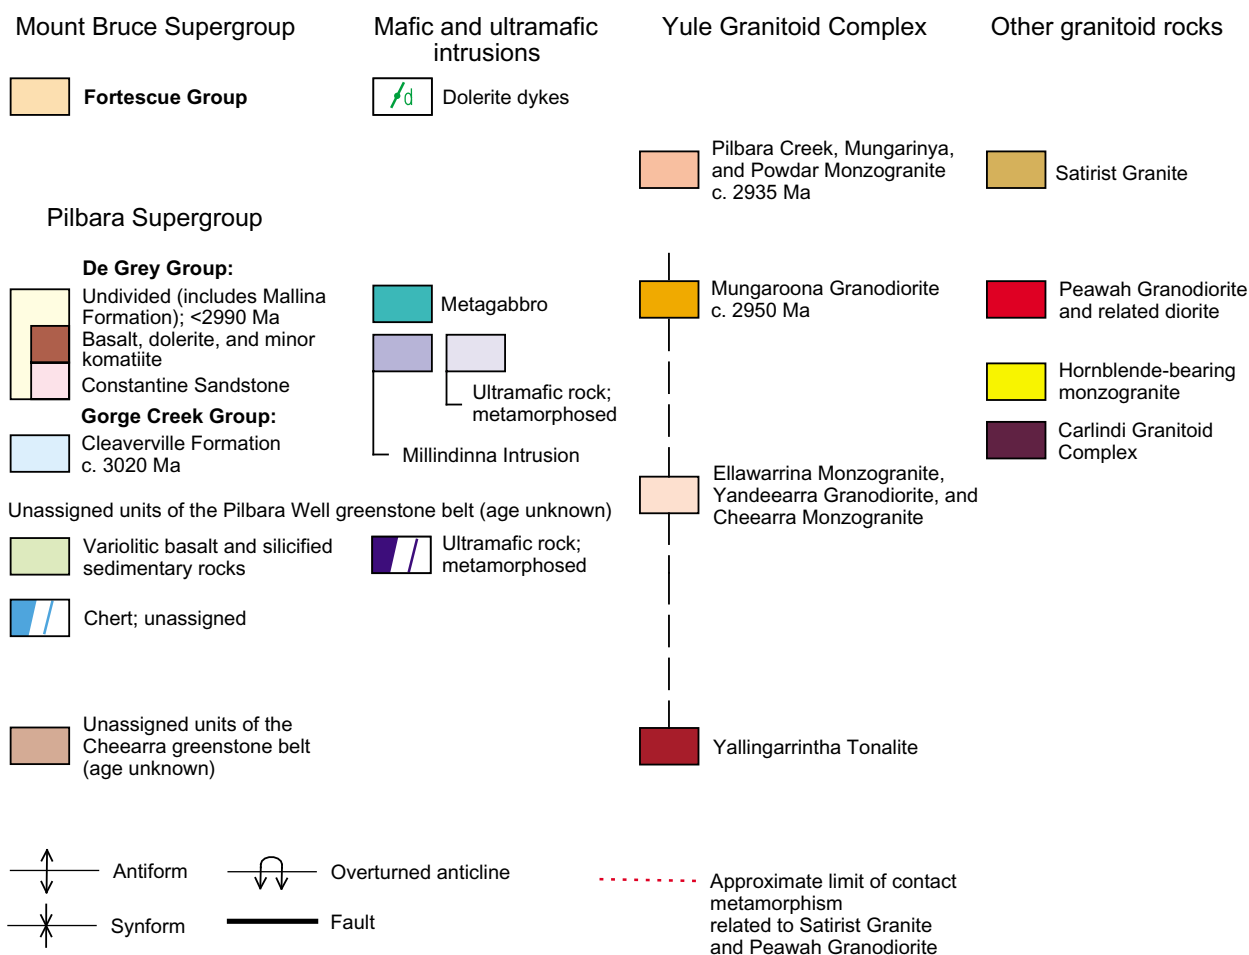 Mount Bruce Supergroup
Fortescue Group
Pilbara Supergroup
De Grey Group:
Undivided (includes Mallina
Formation); <2990 Ma
Basalt, dolerite, and minor
komatiite
Constantine Sandstone
Gorge Creek Group:
Cleaverville Formation
c. 3020 Ma
Unassigned units of the Pilbara Well greenstone belt (age unknown)
Variolitic basalt and silicified
sedimentary rocks
Chert; unassigned
Unassigned units of the
Cheearra greenstone belt
(age unknown)
Mafic and ultramafic
intrusions
d
Dolerite dykes
Metagabbro
Ultramafic rock;
metamorphosed
Millindinna Intrusion
Ultramafic rock;
metamorphosed
Yule Granitoid Complex
Pilbara Creek, Mungarinya,
and Powdar Monzogranite
c. 2935 Ma
Mungaroona Granodiorite
c. 2950 Ma
Ellawarrina Monzogranite,
Yandeearra Granodiorite, and
Cheearra Monzogranite
Yallingarrintha Tonalite
Other granitoid rocks
Satirist Granite
Peawah Granodiorite
and related diorite
Hornblende-bearing
monzogranite
Carlindi Granitoid
Complex
Antiform
Synform
Overturned anticline
Fault
Approximate limit of contact
metamorphism
related to Satirist Granite
and Peawah Granodiorite